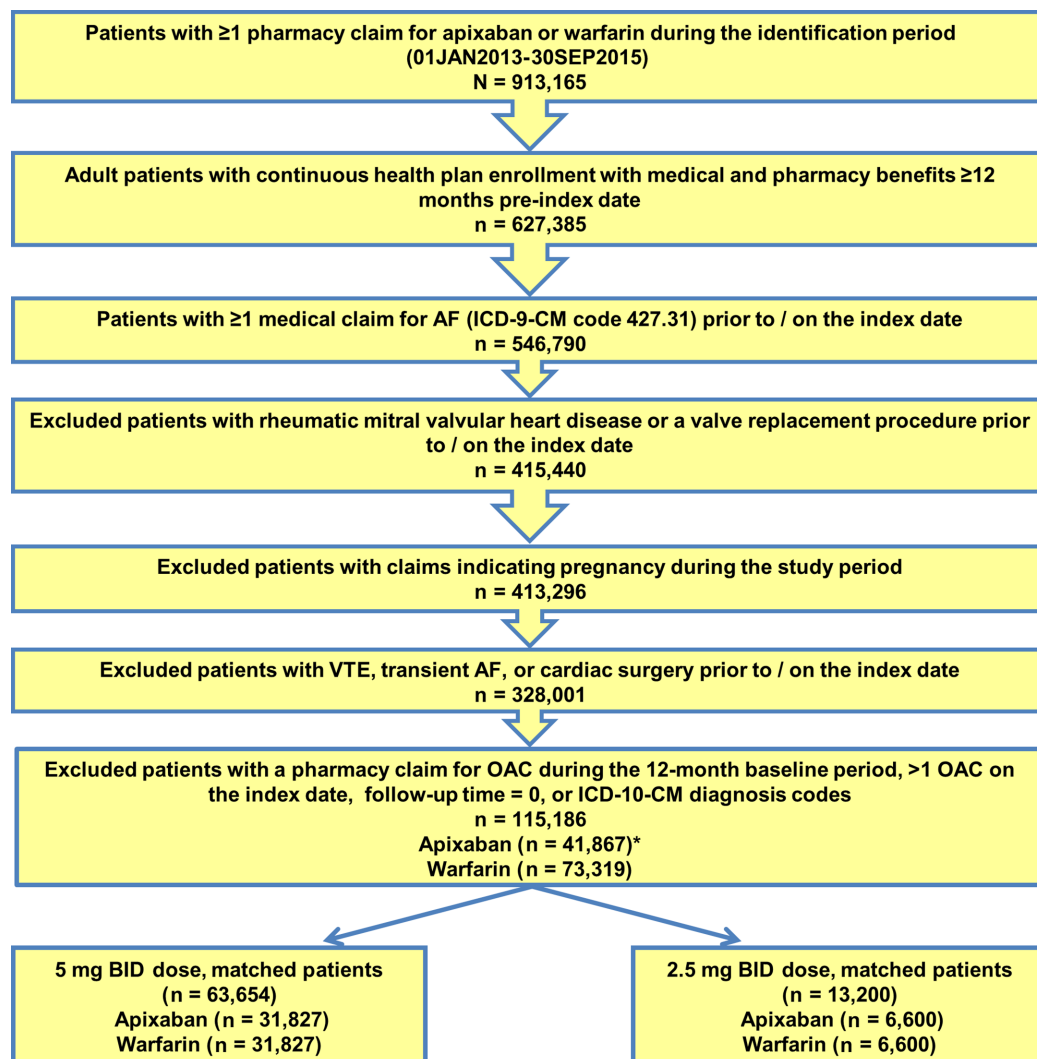 Patients with ≥1 pharmacy claim for apixaban or warfarin during the identification period
(01JAN2013-30SEP2015)
N = 913,165
Adult patients with continuous health plan enrollment with medical and pharmacy benefits ≥12
months pre-index date
n = 627,385
Patients with ≥1 medical claim for AF (ICD-9-CM code 427.31) prior to / on the index date
n = 546,790
Excluded patients with rheumatic mitral valvular heart disease or a valve replacement procedure prior
to / on the index date
n = 415,440
Excluded patients with claims indicating pregnancy during the study period
n = 413,296
Excluded patients with VTE, transient AF, or cardiac surgery prior to / on the index date
n = 328,001
Excluded patients with a pharmacy claim for OAC during the 12-month baseline period, >1 OAC on
the index date, follow-up time = 0, or ICD-10-CM diagnosis codes
n = 115,186
Apixaban (n = 41,867)*
Warfarin (n = 73,319)
5 mg BID dose, matched patients
(n = 63,654)
Apixaban (n = 31,827)
Warfarin (n = 31,827)
2.5 mg BID dose, matched patients
(n = 13,200)
Apixaban (n = 6,600)
Warfarin (n = 6,600)